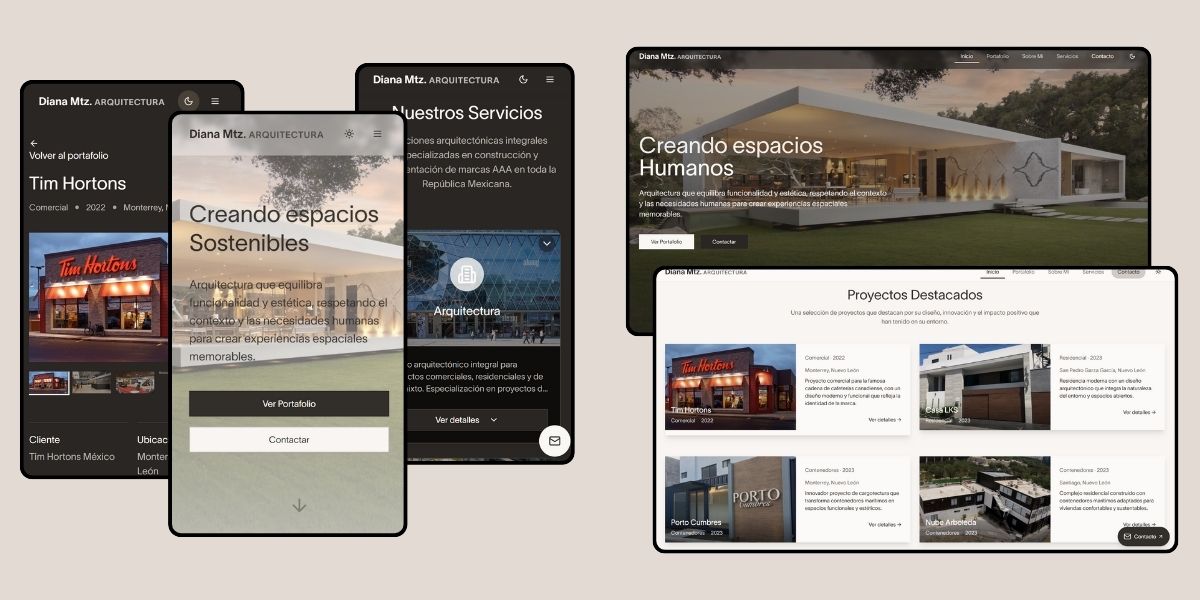 Diana Mtz. ARQUITECTURA
Volver al portafolio
Tim Hortons
Comercial • 2022 • Monterrey,
Tim Hortons
Cliente
Tim Hortons México
Ubicac
Monter
León
Diana Mtz. ARQUITECTURA
Creando espacios
Sostenibles
Arquitectura que equilibra
funcionalidad y estética, respetando el
contexto y las necesidades humanas
para crear experiencias espaciales
memorables.
Ver Portafolio
Contactar
Diana Mtz. ARQUITECTURA
Nuestros Servicios
ciones arquitectónicas integrales
pecializadas en construcción y
entación de marcas AAA en toda la
República Mexicana.
Arquitectura
o arquitectónico integral para
ctos comerciales, residenciales y de
ixto. Especialización en proyectos d...
Ver detalles
Diana Mtz. ARQUITECTURA
Inicio Portafolio Sobre Mí Servicios Contacto
Creando espacios
Humanos
Arquitectura que equilibra funcionalidad y estética, respetando el contexto
y las necesidades humanas para crear experiencias espaciales
memorables.
Ver Portafolio
Contactar
Diana Mtz. ARQUITECTURA
Inicio Portafolio Sobre Mí Servicios Contacto
Proyectos Destacados
Una selección de proyectos que destacan por su diseño, innovación y el impacto positivo que
han tenido en su entorno.
Tim Hortons
Tim Hortons
Comercial 2022
Comercial · 2022
Monterrey, Nuevo León
Proyecto comercial para la famosa
cadena de cafeterías canadiense, con un
diseño moderno y funcional que refleja la
identidad de la marca.
Ver detalles →
Casa LKS
Residencial 2023
Residencial · 2023
San Pedro Garza García, Nuevo León
Residencia moderna con un diseño
arquitectónico que integra la naturaleza
del entorno y espacios abiertos.
Ver detalles →
PORTO
Cumbres
Porto Cumbres
Contenedores 2023
Contenedores · 2023
Monterrey, Nuevo León
Innovador proyecto de cargotectura que
transforma contenedores marítimos en
espacios funcionales y estéticos.
Ver detalles →
Nube Arboleda
Contenedores 2023
Contenedores · 2023
Santiago, Nuevo León
Complejo residencial construido con
contenedores marítimos adaptados para
viviendas confortables y sustentables.
Ver detalles →
Contacto